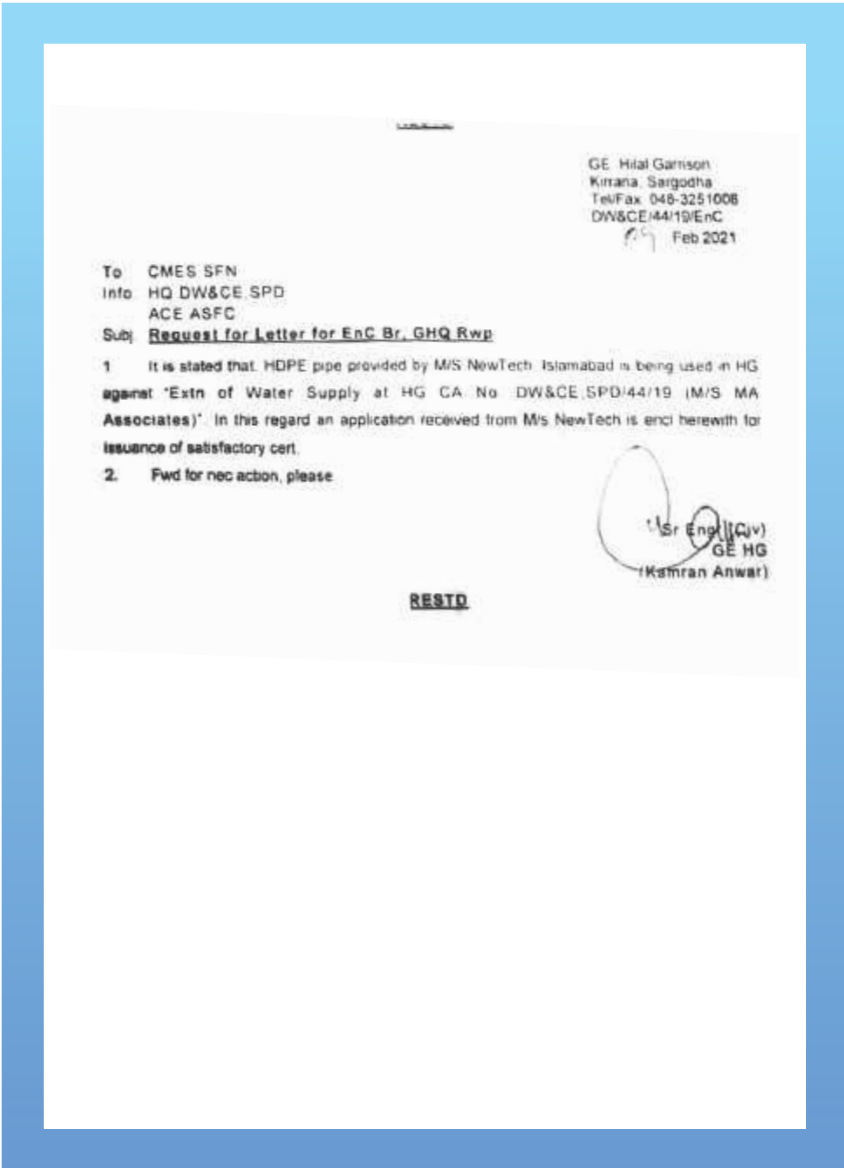 GE Hilal Garrison
Kirrana, Sargodha
Tel/Fax 048-3251008
DW&CE/44/19/EnC
Feb 2021
To CMES SFN
Info HQ DW&CE SPD
ACE ASFC
Subj Request for Letter for EnC Br, GHQ Rwp
1 It is stated that HDPE pipe provided by M/S NewTech Islamabad is being used in HG
against "Extn of Water Supply at HG CA No DW&CE SPD/44/19 (M/S MA
Associates)". In this regard an application received from M/s NewTech is encl herewith for
issuance of satisfactory cert.
2. Fwd for nec action, please
Sr Engr (Civ)
GE HG
(Kamran Anwar)
RESTD